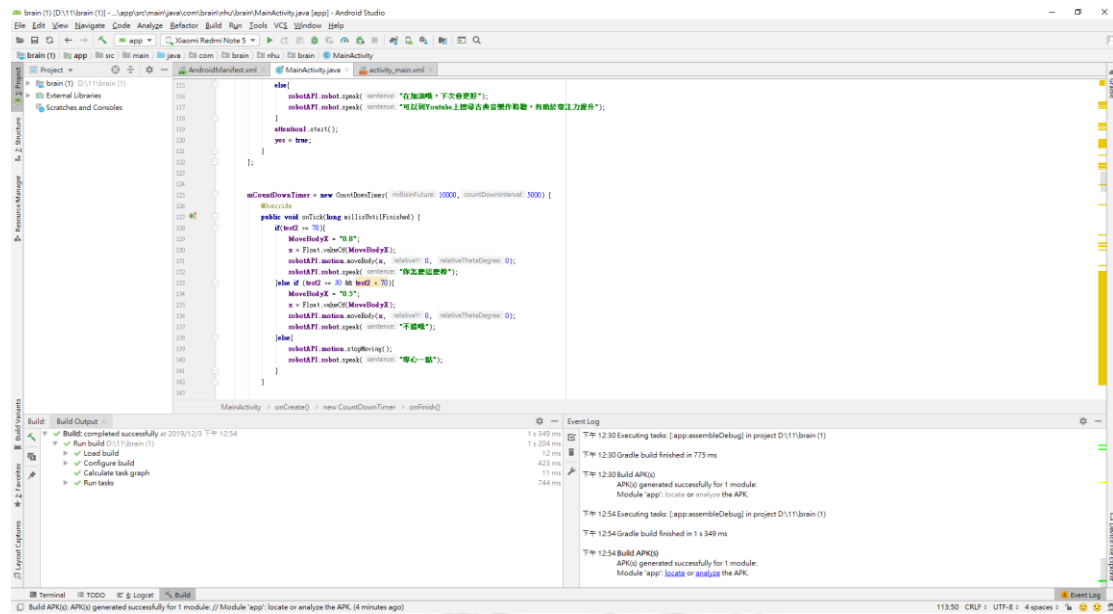 brain (1) [D:\11\brain (1)] - ...\app\src\main\java\com\brain\nhu\brain\MainActivity.java [app] - Android Studio
File Edit View Navigate Code Analyze Refactor Build Run Tools VCS Window Help
app Xiaomi Redmi Note 5
brain (1) app src main java com brain nhu brain MainActivity
Project AndroidManifest.xml MainActivity.java activity_main.xml
1: Project
brain (1) D:\11\brain (1)
External Libraries
Scratches and Consoles
Z: Structure
Resource Manager
115 else{
116 robotAPI.robot.speak( sentence: "在加油哦，下次會更好");
117 robotAPI.robot.speak( sentence: "可以到Youtube上搜尋古典音樂作聆聽，有助於專注力提升");
118 }
119 attention1.start();
120 yes = true;
121 }
122 };
123
124
125 mCountDownTimer = new CountDownTimer( millisInFuture: 10000, countDownInterval: 5000) {
126 @Override
127 public void onTick(long millisUntilFinished) {
128 if(test2 >= 70){
129 MoveBodyX = "0.8";
130 x = Float.valueOf(MoveBodyX);
131 robotAPI.motion.moveBody(x, relativeY: 0, relativeThetaDegree: 0);
132 robotAPI.robot.speak( sentence: "你怎麼這麼棒");
133 }else if (test2 >= 30 && test2 < 70){
134 MoveBodyX = "0.5";
135 x = Float.valueOf(MoveBodyX);
136 robotAPI.motion.moveBody(x, relativeY: 0, relativeThetaDegree: 0);
137 robotAPI.robot.speak( sentence: "不錯哦");
138 }else{
139 robotAPI.motion.stopMoving();
140 robotAPI.robot.speak( sentence: "專心一點");
141 }
142 }
143
MainActivity › onCreate() › new CountDownTimer › onFinish()
Build Variants
2: Favorites
Layout Captures
Build: Build Output
Build: completed successfully at 2019/12/3 下午 12:54 1 s 349 ms
Run build D:\11\brain (1) 1 s 204 ms
Load build 12 ms
Configure build 423 ms
Calculate task graph 11 ms
Run tasks 744 ms
Event Log
下午 12:30 Executing tasks: [:app:assembleDebug] in project D:\11\brain (1)
下午 12:30 Gradle build finished in 775 ms
下午 12:30 Build APK(s)
APK(s) generated successfully for 1 module:
Module 'app': locate or analyze the APK.
下午 12:54 Executing tasks: [:app:assembleDebug] in project D:\11\brain (1)
下午 12:54 Gradle build finished in 1 s 349 ms
下午 12:54 Build APK(s)
APK(s) generated successfully for 1 module:
Module 'app': locate or analyze the APK.
Terminal TODO 6: Logcat Build Event Log
Build APK(s): APK(s) generated successfully for 1 module: // Module 'app': locate or analyze the APK. (4 minutes ago) 113:50 CRLF UTF-8 4 spaces